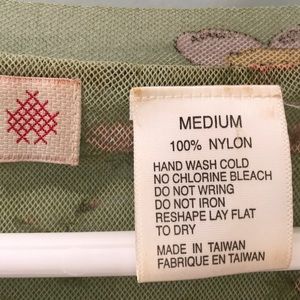 MEDIUM
100% NYLON
HAND WASH COLD
NO CHLORINE BLEACH
DO NOT WRING
DO NOT IRON
RESHAPE LAY FLAT
TO DRY
MADE IN TAIWAN
FABRIQUE EN TAIWAN